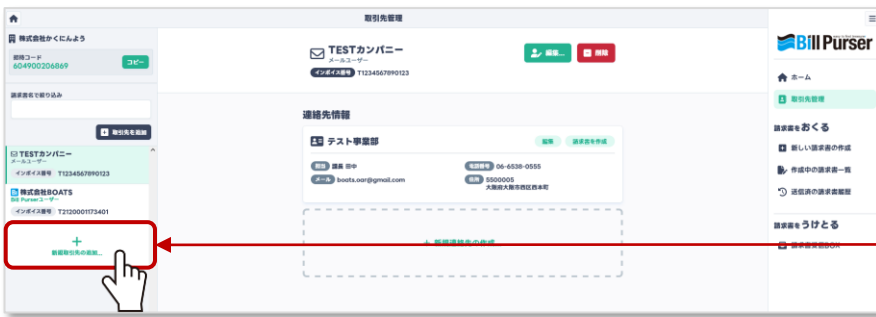 取引先管理
株式会社かくにんよう
招待コード
604900206869
コピー
請求書名で絞り込み
取引先を追加
TESTカンパニー
メールユーザー
インボイス番号 T1234567890123
株式会社BOATS
Bill Purserユーザー
インボイス番号 T2120001173401
新規取引先の追加...
TESTカンパニー
メールユーザー
インボイス番号 T1234567890123
編集...
削除
連絡先情報
テスト事業部
編集
請求書を作成
担当 課長 田中
電話番号 06-6538-0555
メール boats.oar@gmail.com
住所 5500005
大阪府大阪市西区西本町
新規連絡先の作成
Bill Purser
ホーム
取引先管理
請求書をおくる
新しい請求書の作成
作成中の請求書一覧
送信済の請求書履歴
請求書をうけとる
請求書受信BOX